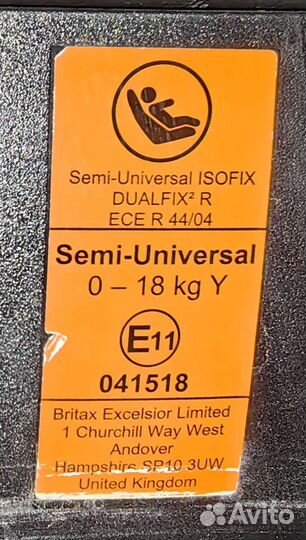 Semi-Universal ISOFIX
DUALFIX² R
ECE R 44/04
Semi-Universal
0 – 18 kg Y
E11
041518
Britax Excelsior Limited
1 Churchill Way West
Andover
Hampshire SP10 3UW
United Kingdom
Avito